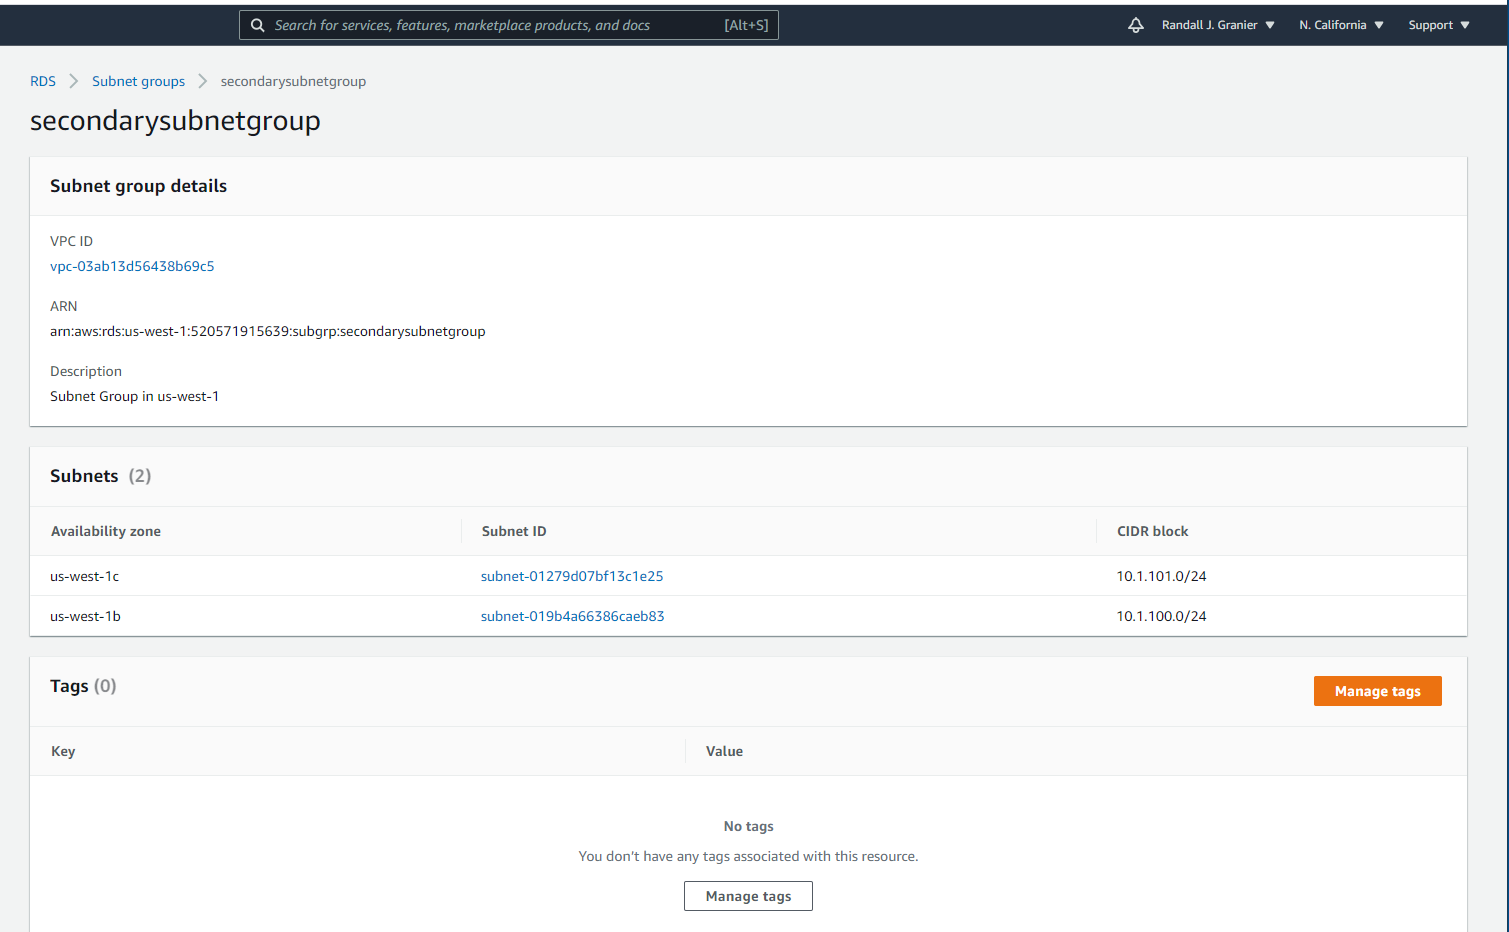 Search for services, features, marketplace products, and docs [Alt+S] Randall J. Granier N. California Support
RDS Subnet groups secondarysubnetgroup
secondarysubnetgroup
Subnet group details
VPC ID
vpc-03ab13d56438b69c5
ARN
arn:aws:rds:us-west-1:520571915639:subgrp:secondarysubnetgroup
Description
Subnet Group in us-west-1
Subnets (2)
Availability zone Subnet ID CIDR block
us-west-1c subnet-01279d07bf13c1e25 10.1.101.0/24
us-west-1b subnet-019b4a66386caeb83 10.1.100.0/24
Tags (0) Manage tags
Key Value
No tags
You don't have any tags associated with this resource.
Manage tags